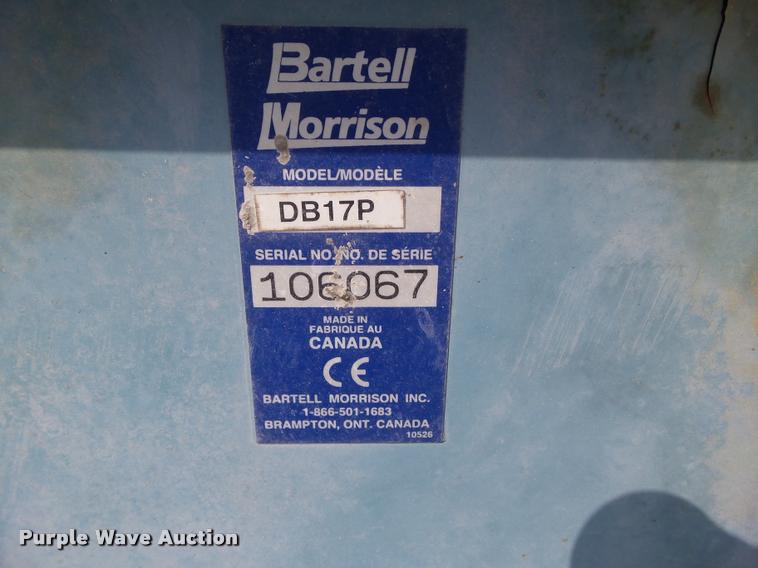 Bartell
Morrison
MODEL/MODÈLE
DB17P
SERIAL NO./NO. DE SÉRIE
106067
MADE IN
FABRIQUE AU
CANADA
CE
BARTELL MORRISON INC.
1-866-501-1683
BRAMPTON, ONT. CANADA
10526
Purple Wave Auction